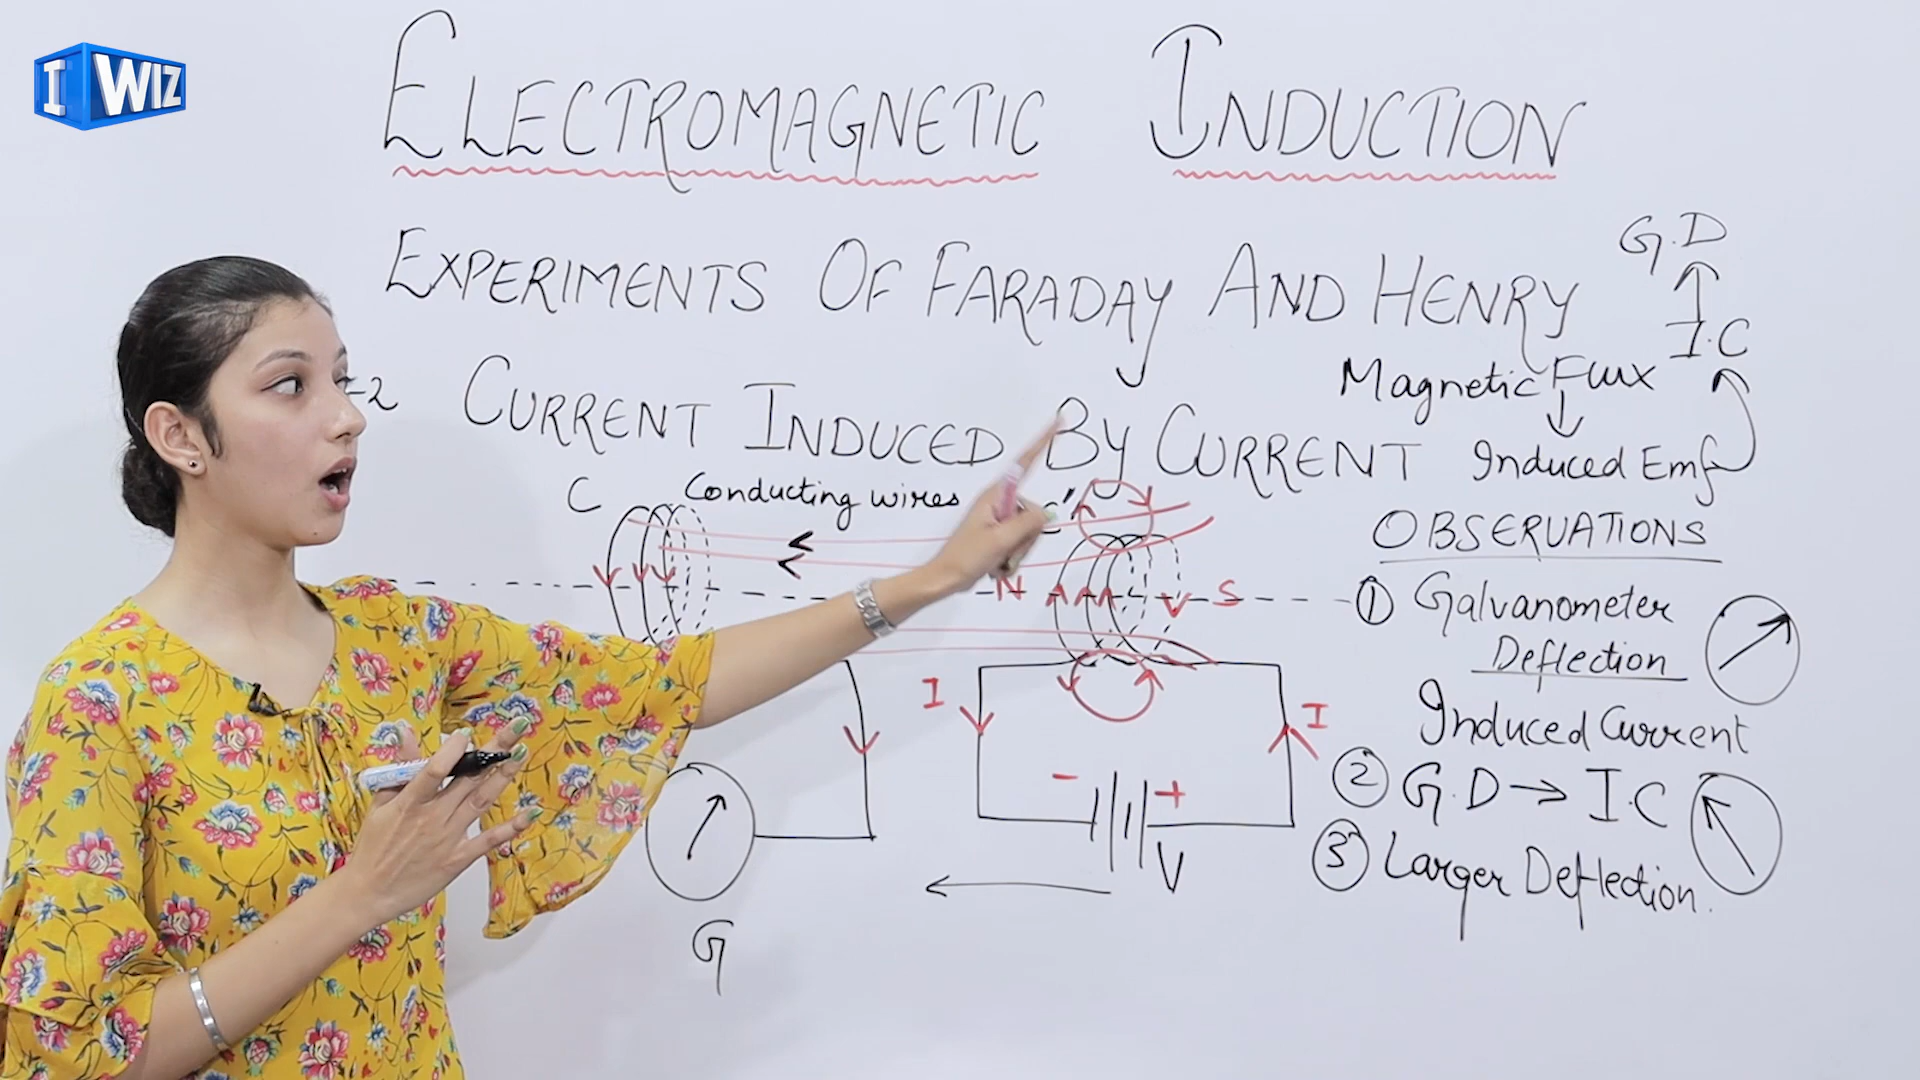 I WIZ
ELECTROMAGNETIC INDUCTION
EXPERIMENTS OF FARADAY AND HENRY
G.D
I.C
Magnetic Flux
Induced Emf
-2 CURRENT INDUCED BY CURRENT
C Conducting wires C'
N S
I I
- +
V
G
OBSERVATIONS
① Galvanometer
Deflection
Induced Current
② G.D → I.C
③ Larger Deflection.